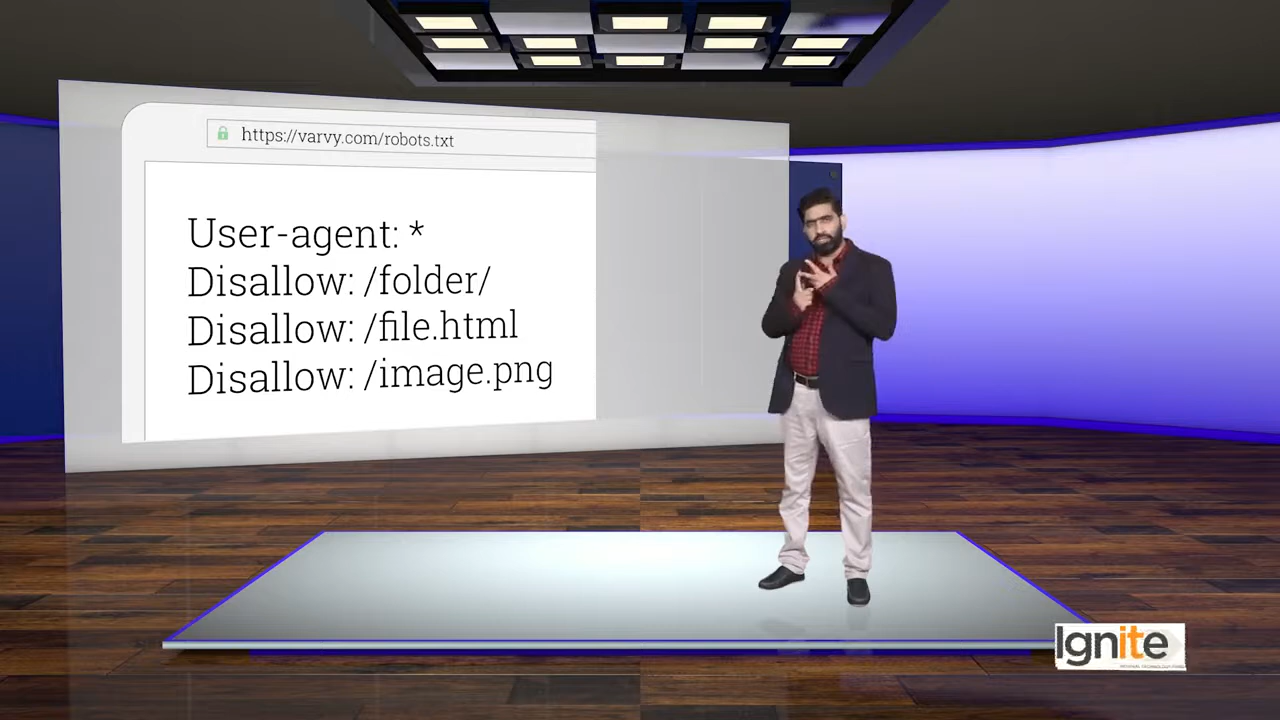 https://varvy.com/robots.txt
User-agent: *
Disallow: /folder/
Disallow: /file.html
Disallow: /image.png
Ignite